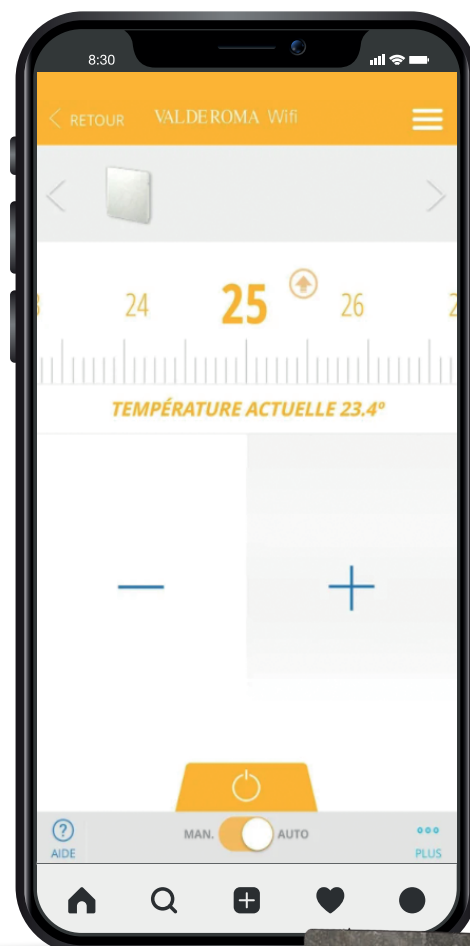 8:30
RETOUR VALDEROMA Wifi
24 25 26
TEMPÉRATURE ACTUELLE 23.4º
MAN. AUTO
AIDE PLUS